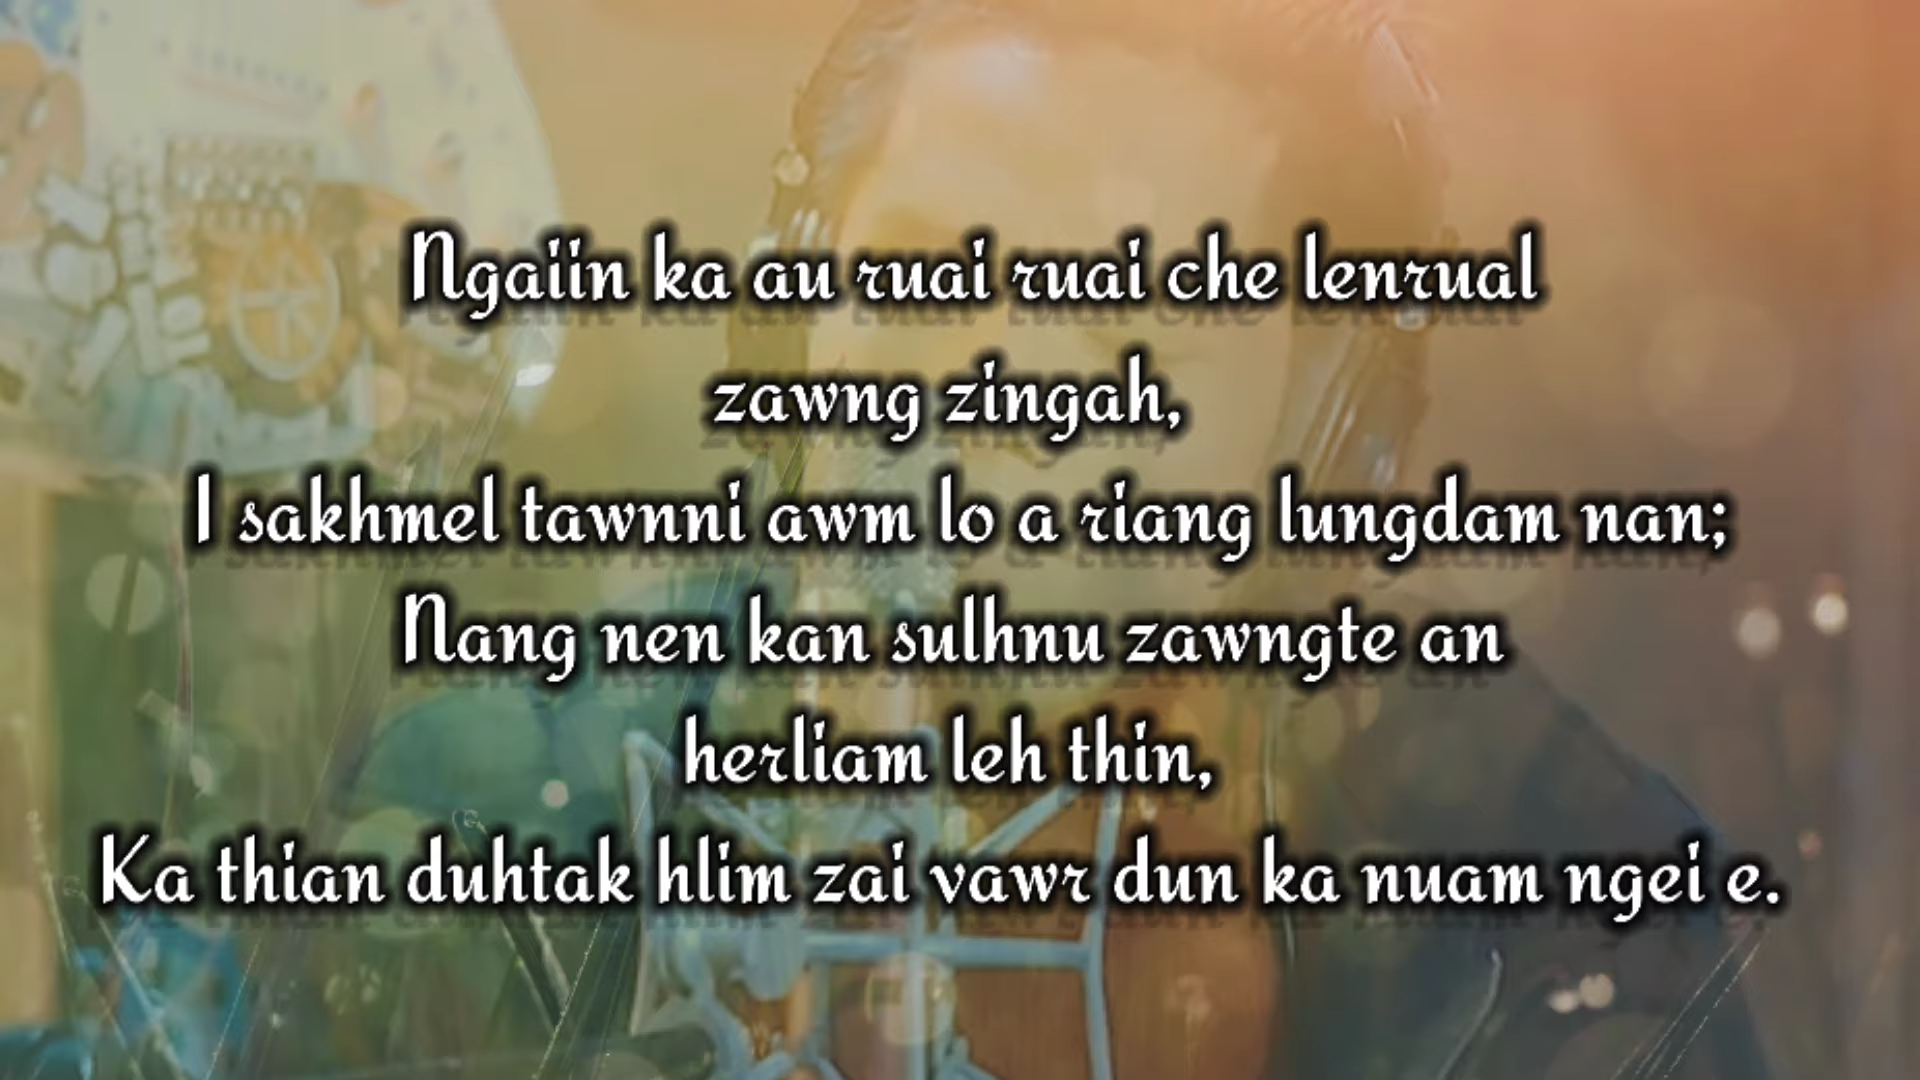 Ngaiin ka au ruai ruai che lenrual
zawng zingah,
I sakhmel tawnni awm lo a riang lungdam nan;
Nang nen kan sulhnu zawngte an
herliam leh thin,
Ka thian duhtak hlim zai vawr dun ka nuam ngei e.